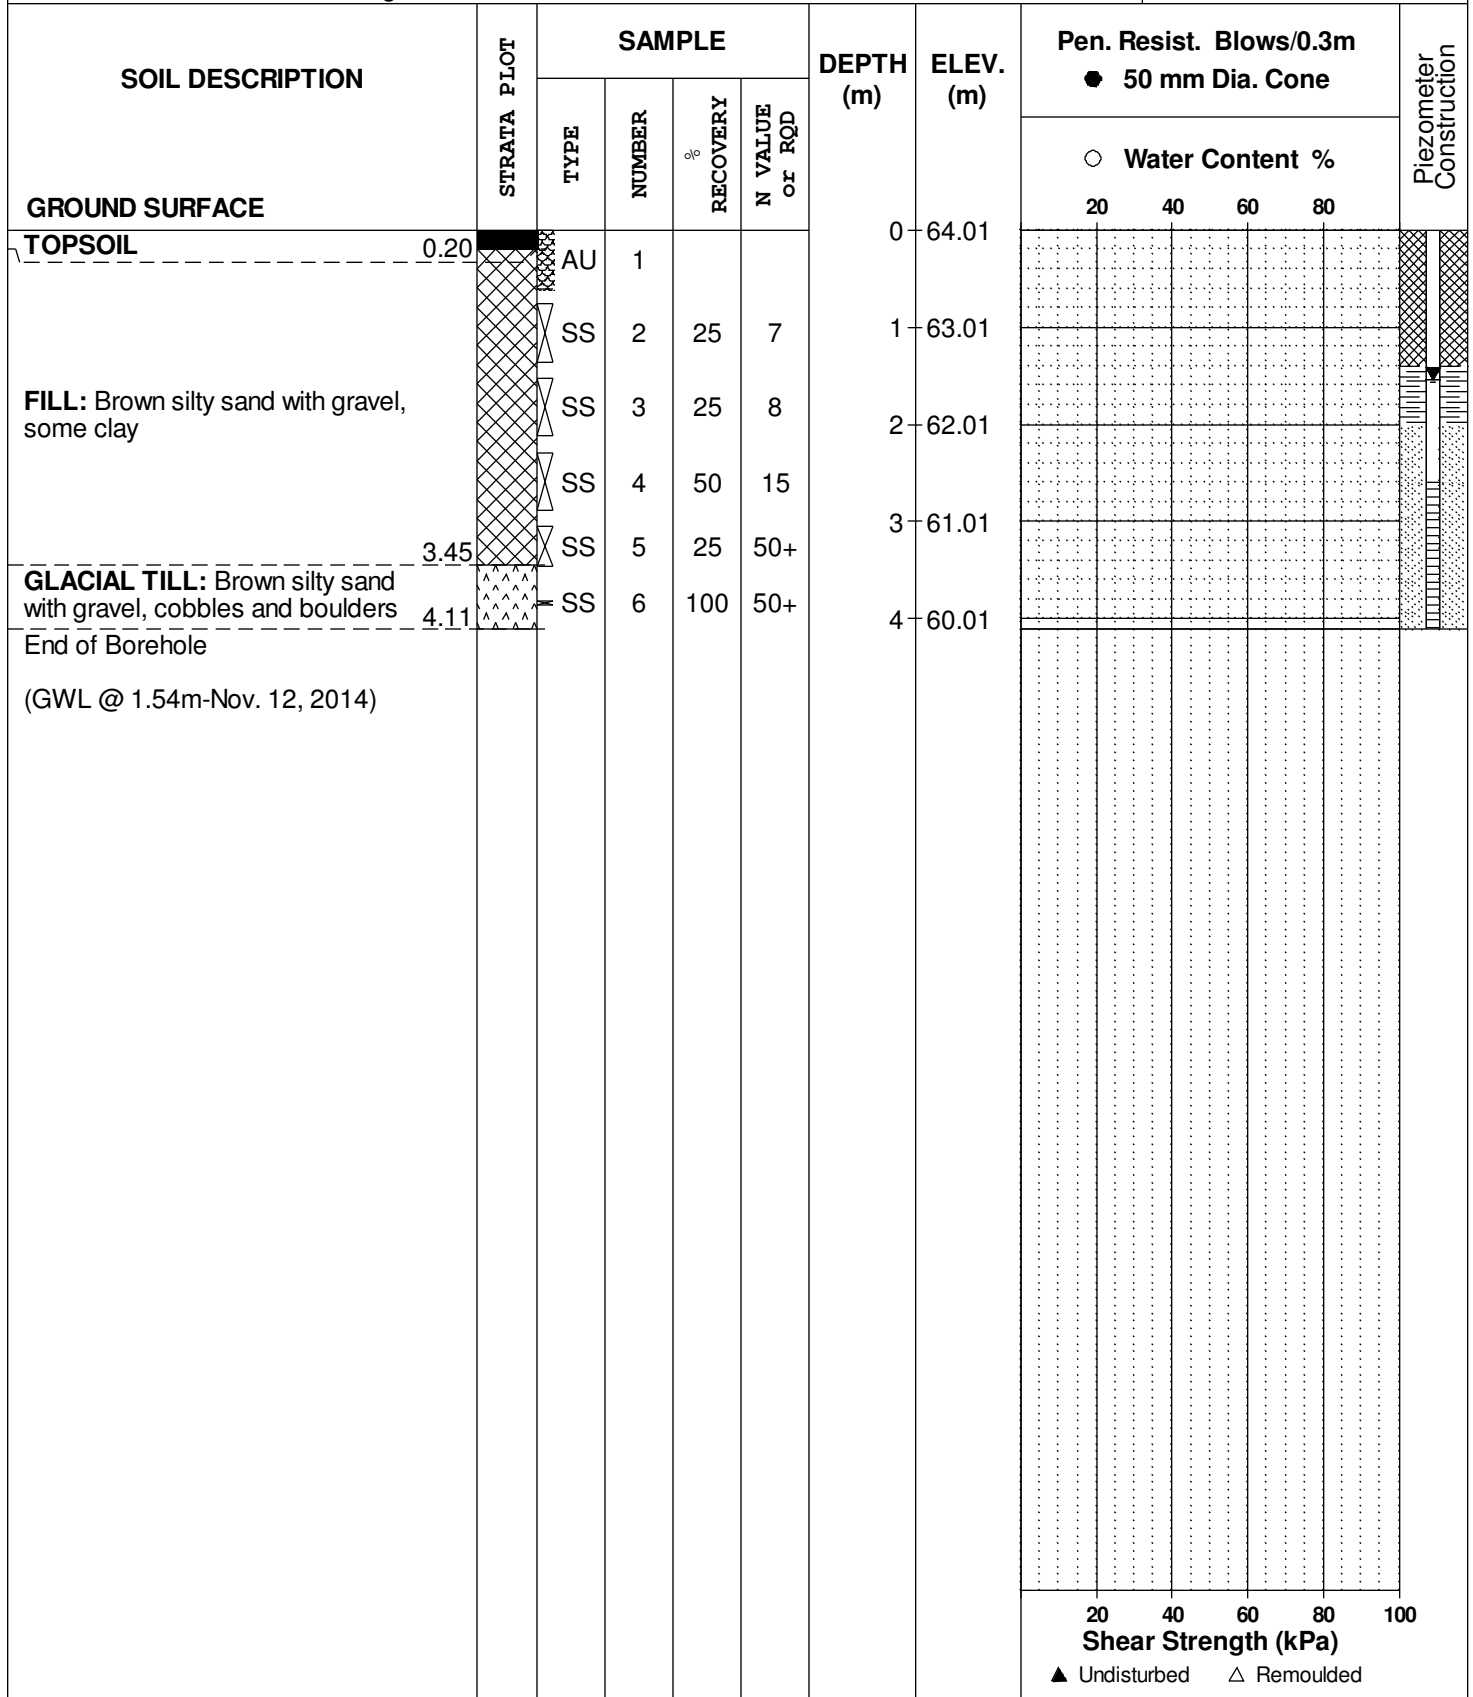 SOIL DESCRIPTION
GROUND SURFACE
STRATA PLOT
SAMPLE
TYPE
NUMBER
% RECOVERY
N VALUE or RQD
DEPTH (m)
ELEV. (m)
Pen. Resist. Blows/0.3m
● 50 mm Dia. Cone
○ Water Content %
20 40 60 80
Piezometer Construction
0 64.01
TOPSOIL 0.20
AU 1
SS 2 25 7
1 63.01
FILL: Brown silty sand with gravel,
some clay
SS 3 25 8
2 62.01
SS 4 50 15
3 61.01
3.45
SS 5 25 50+
GLACIAL TILL: Brown silty sand
with gravel, cobbles and boulders 4.11
SS 6 100 50+
4 60.01
End of Borehole
(GWL @ 1.54m-Nov. 12, 2014)
20 40 60 80 100
Shear Strength (kPa)
▲ Undisturbed △ Remoulded